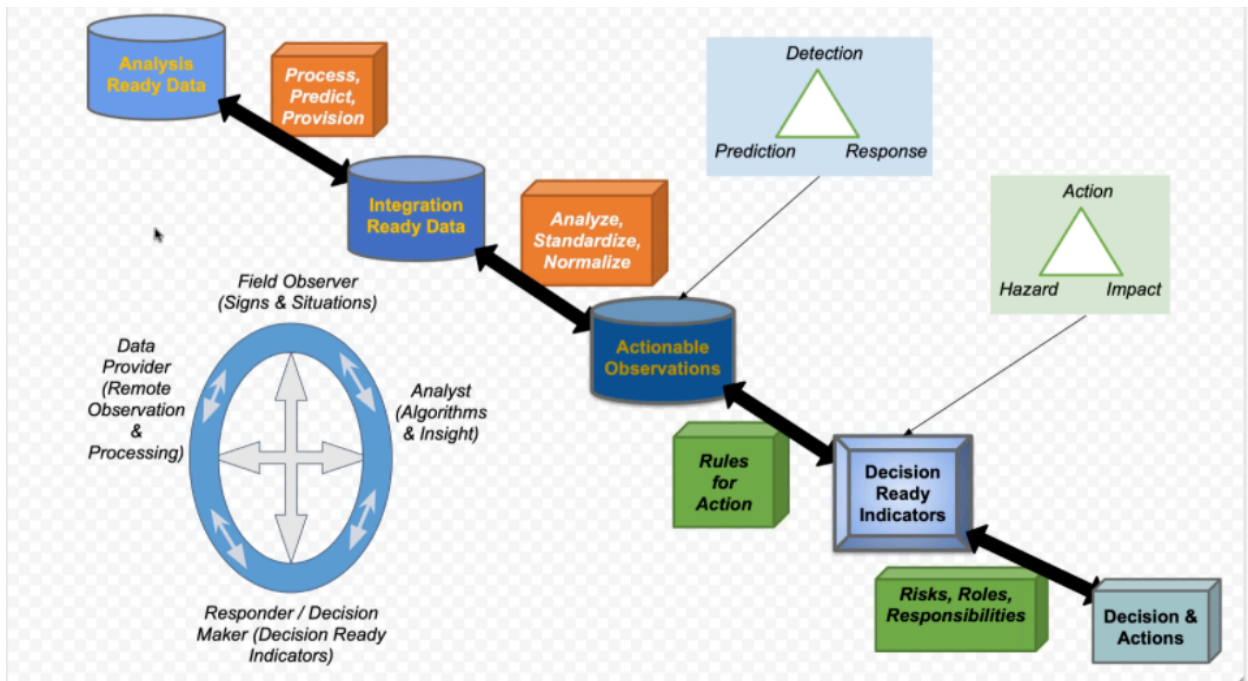 Analysis
Ready Data
Process,
Predict,
Provision
Integration
Ready Data
Analyze,
Standardize,
Normalize
Detection
Prediction
Response
Action
Hazard
Impact
Actionable
Observations
Rules
for
Action
Decision
Ready
Indicators
Risks, Roles,
Responsibilities
Decision &
Actions
Field Observer
(Signs & Situations)
Data
Provider
(Remote
Observation
&
Processing)
Analyst
(Algorithms
& Insight)
Responder / Decision
Maker (Decision Ready
Indicators)